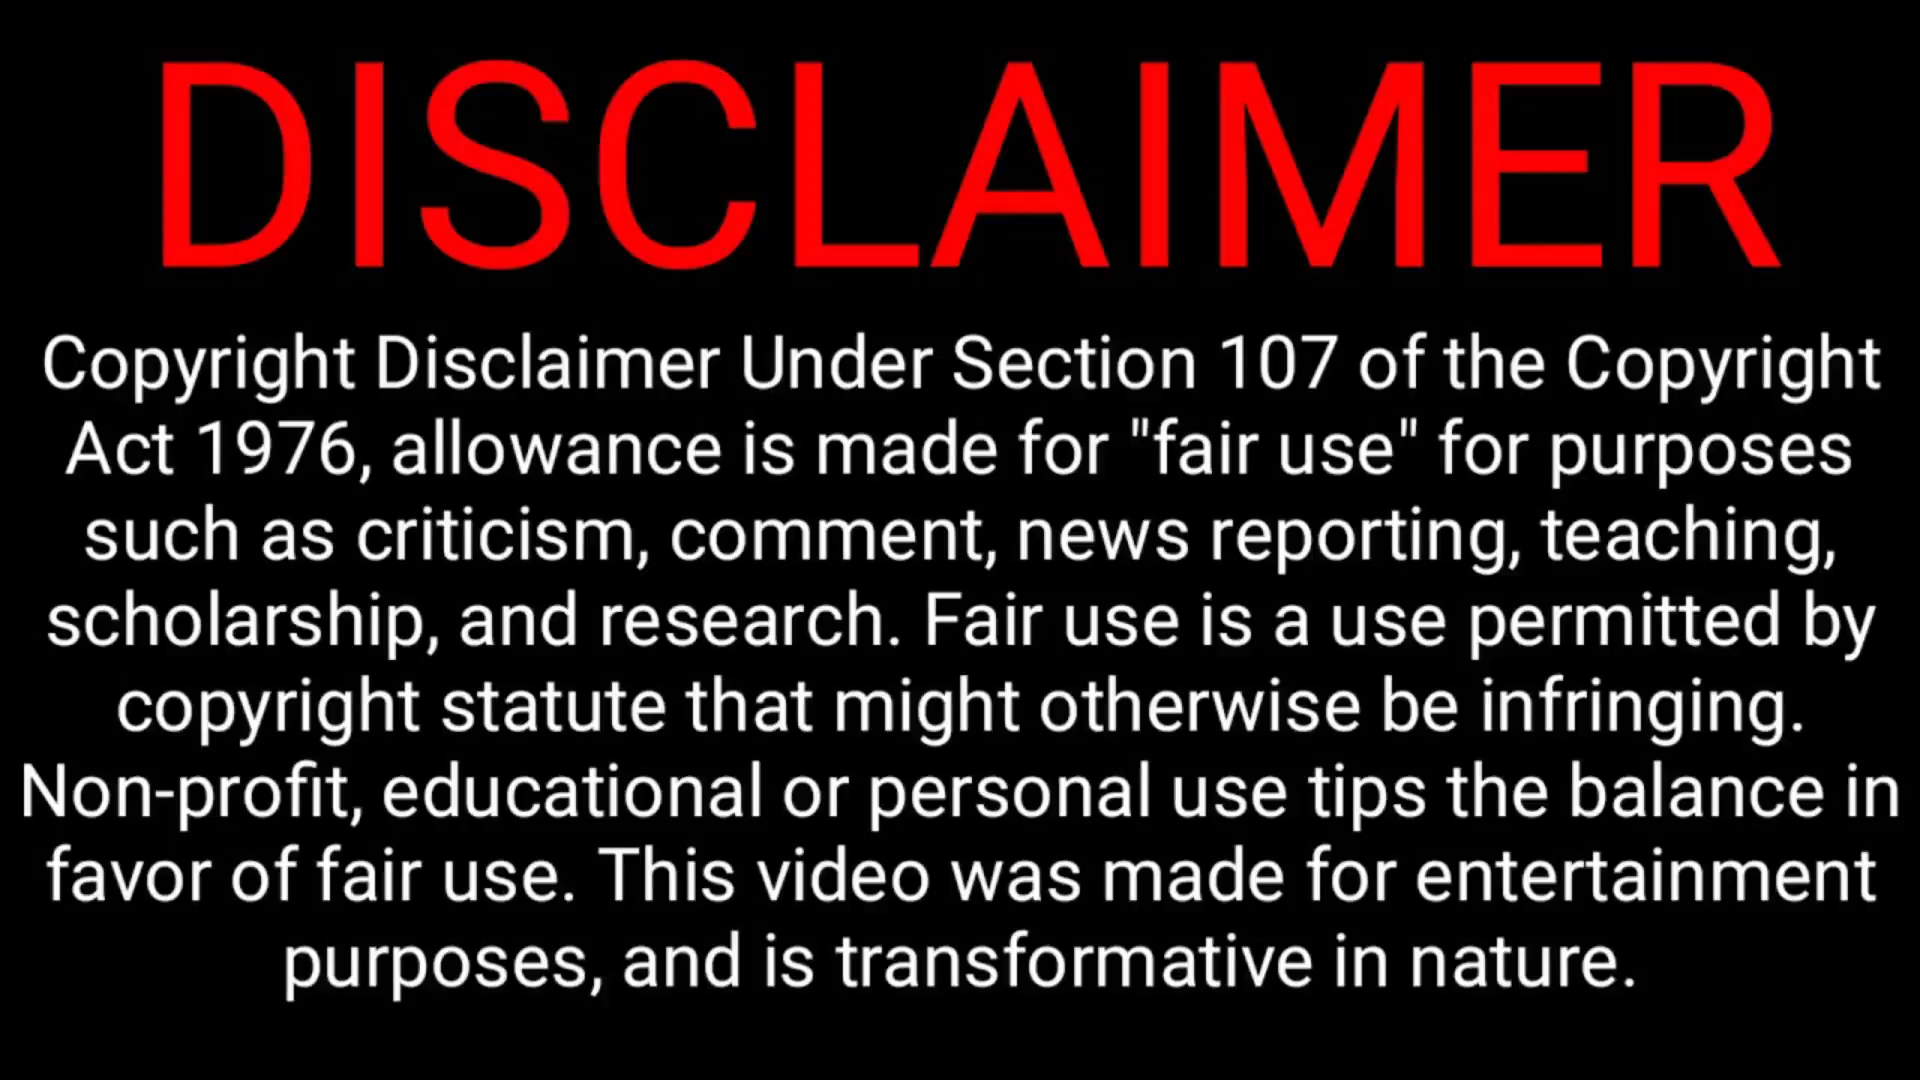 DISCLAIMER
Copyright Disclaimer Under Section 107 of the Copyright
Act 1976, allowance is made for "fair use" for purposes
such as criticism, comment, news reporting, teaching,
scholarship, and research. Fair use is a use permitted by
copyright statute that might otherwise be infringing.
Non-profit, educational or personal use tips the balance in
favor of fair use. This video was made for entertainment
purposes, and is transformative in nature.